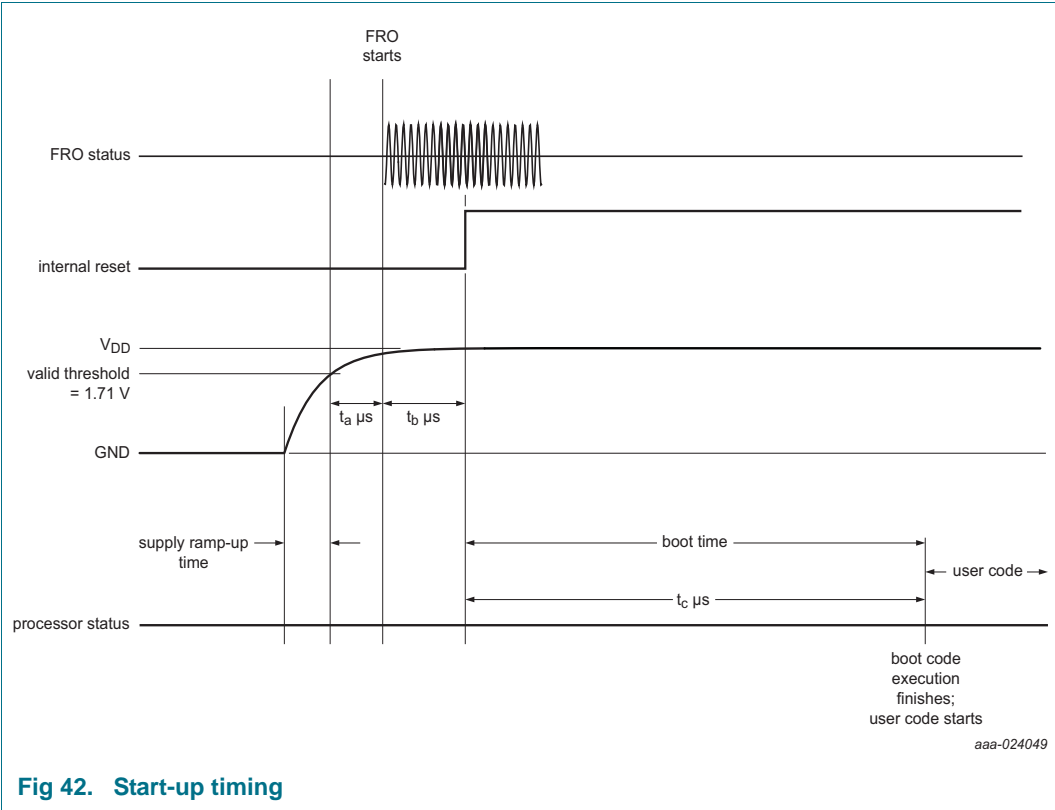 FRO
starts
FRO status
internal reset
VDD
valid threshold
= 1.71 V
ta μs
tb μs
GND
supply ramp-up
time
boot time
user code
tc μs
processor status
boot code
execution
finishes;
user code starts
aaa-024049
Fig 42. Start-up timing